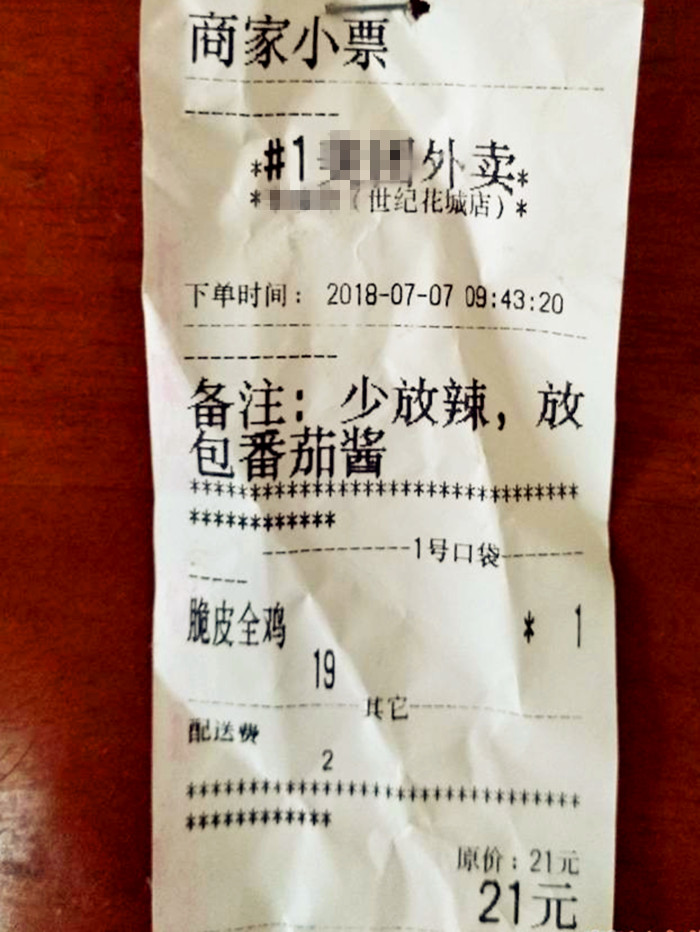 商家小票
--------------------------------
------------
*#1 外卖*
*（世纪花城店）*
下单时间： 2018-07-07 09:43:20
--------------------------------
------------
备注：少放辣，放
包番茄酱
********************************
************
------------1号口袋--------
------
脆皮全鸡 * 1
19
--------------其它--------------
配送费
2
********************************
************
原价：21元
21元